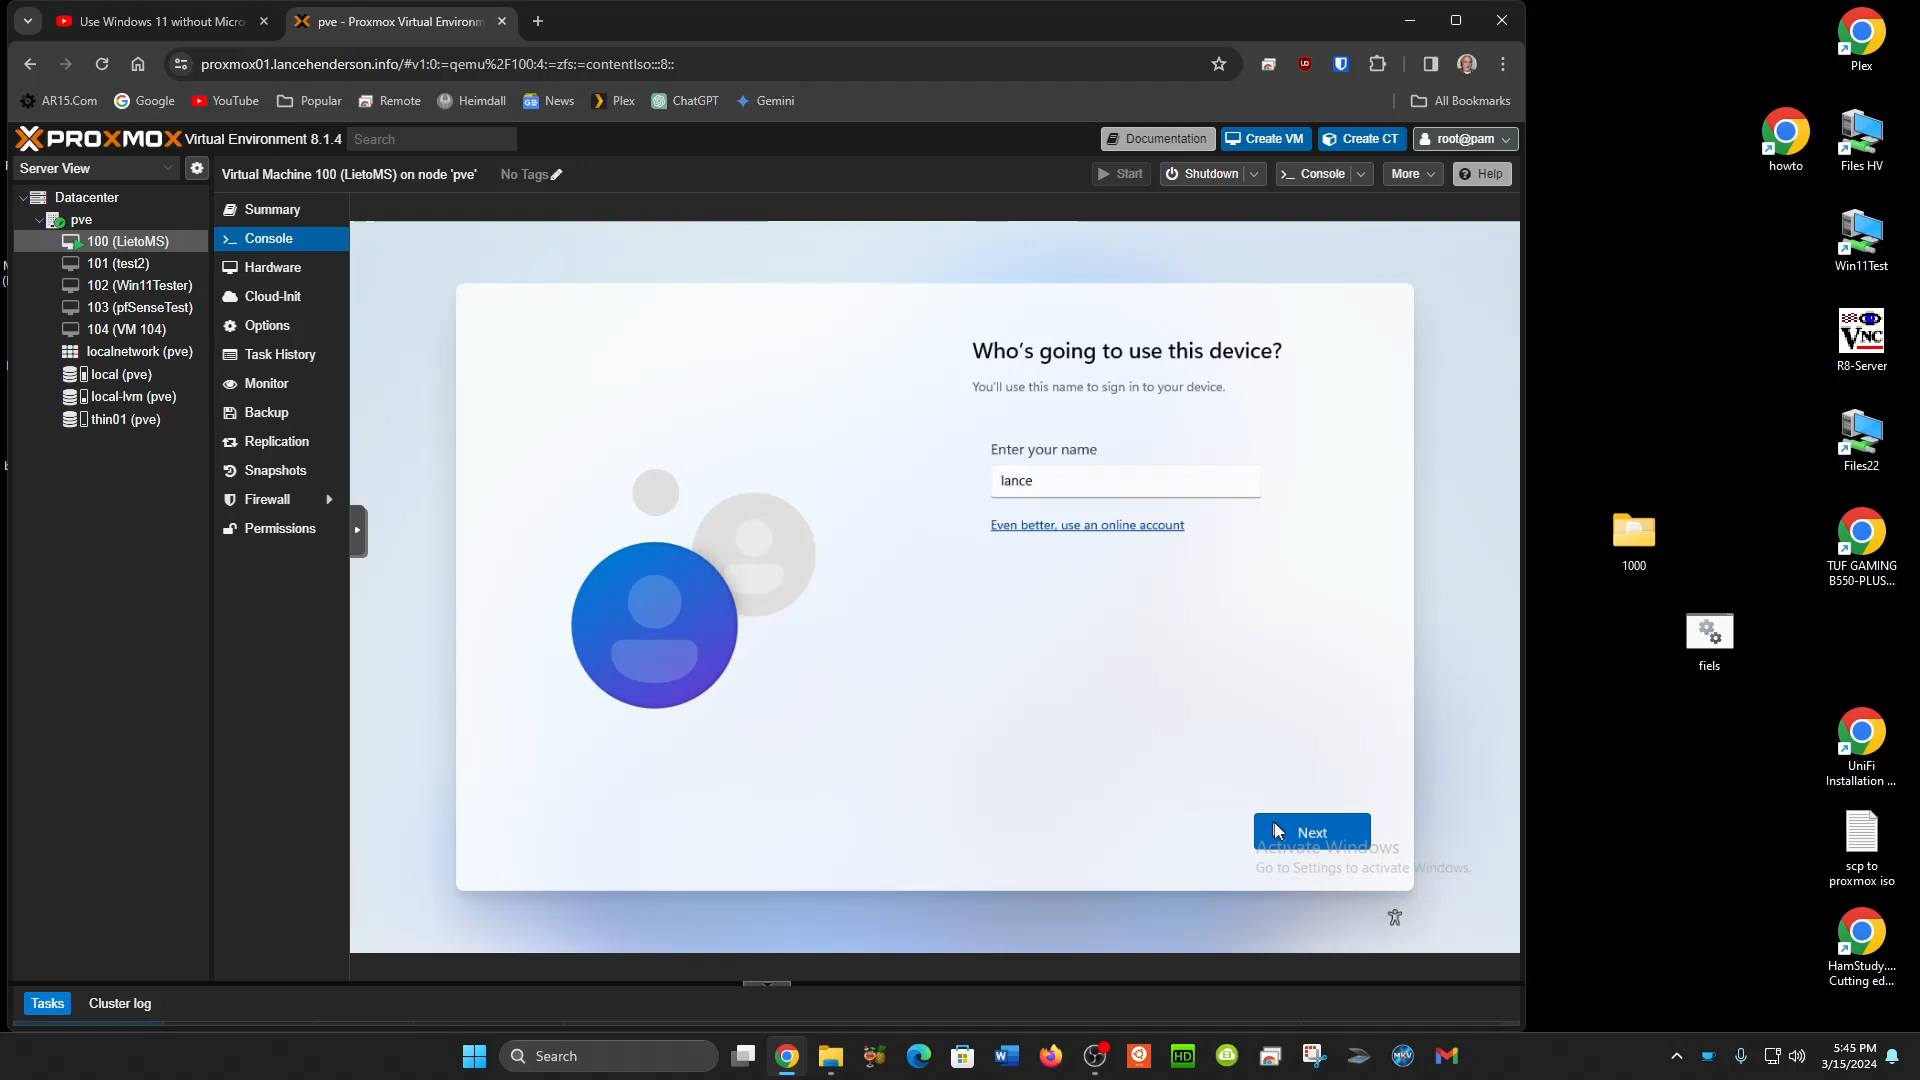 Use Windows 11 without Micro
pve - Proxmox Virtual Environm
proxmox01.lancehenderson.info/#v1:0:=qemu%2F100:4:=zfs:=contentIso:::8::
AR15.Com
Google
YouTube
Popular
Remote
Heimdall
News
Plex
ChatGPT
Gemini
All Bookmarks
PROXMOX Virtual Environment 8.1.4
Search
Documentation
Create VM
Create CT
root@pam
Server View
Virtual Machine 100 (LietoMS) on node 'pve'
No Tags
Start
Shutdown
Console
More
Help
Datacenter
pve
100 (LietoMS)
101 (test2)
102 (Win11Tester)
103 (pfSenseTest)
104 (VM 104)
localnetwork (pve)
local (pve)
local-lvm (pve)
thin01 (pve)
Summary
Console
Hardware
Cloud-Init
Options
Task History
Monitor
Backup
Replication
Snapshots
Firewall
Permissions
Who's going to use this device?
You'll use this name to sign in to your device.
Enter your name
lance
Even better, use an online account
Next
Activate Windows
Go to Settings to activate Windows.
Tasks
Cluster log
Plex
howto
Files HV
Win11Test
VNC
R8-Server
Files22
1000
TUF GAMING
B550-PLUS...
fiels
UniFi
Installation ...
scp to
proxmox iso
HamStudy....
Cutting ed...
Search
HD
MKV
5:45 PM
3/15/2024